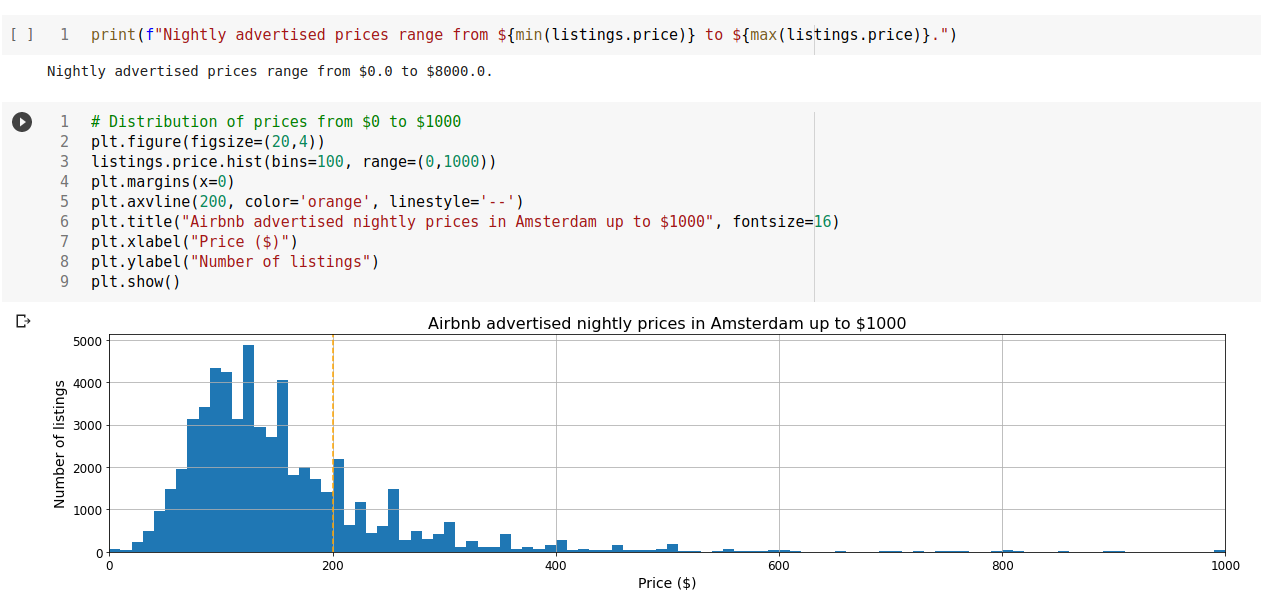 [ ] 1 print(f"Nightly advertised prices range from ${min(listings.price)} to ${max(listings.price)}.")
Nightly advertised prices range from $0.0 to $8000.0.
1 # Distribution of prices from $0 to $1000
2 plt.figure(figsize=(20,4))
3 listings.price.hist(bins=100, range=(0,1000))
4 plt.margins(x=0)
5 plt.axvline(200, color='orange', linestyle='--')
6 plt.title("Airbnb advertised nightly prices in Amsterdam up to $1000", fontsize=16)
7 plt.xlabel("Price ($)")
8 plt.ylabel("Number of listings")
9 plt.show()
Airbnb advertised nightly prices in Amsterdam up to $1000
Number of listings
5000
4000
3000
2000
1000
0
0 200 400 600 800 1000
Price ($)